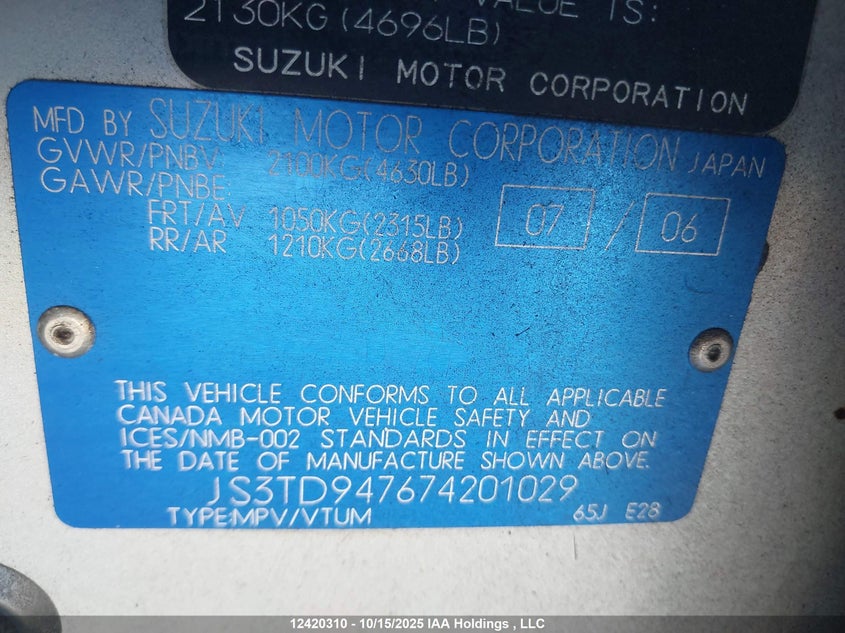 VALUE IS:
2130KG (4696LB)
SUZUKI MOTOR CORPORATION
MFD BY SUZUKI MOTOR CORPORATION JAPAN
GVWR/PNBV: 2100KG(4630LB)
GAWR/PNBE:
FRT/AV 1050KG(2315LB) 07 / 06
RR/AR 1210KG(2668LB)
THIS VEHICLE CONFORMS TO ALL APPLICABLE
CANADA MOTOR VEHICLE SAFETY AND
ICES/NMB-002 STANDARDS IN EFFECT ON
THE DATE OF MANUFACTURE SHOWN ABOVE.
JS3TD947674201029
TYPE:MPV/VTUM 65J E28
12420310 - 10/15/2025 IAA Holdings , LLC